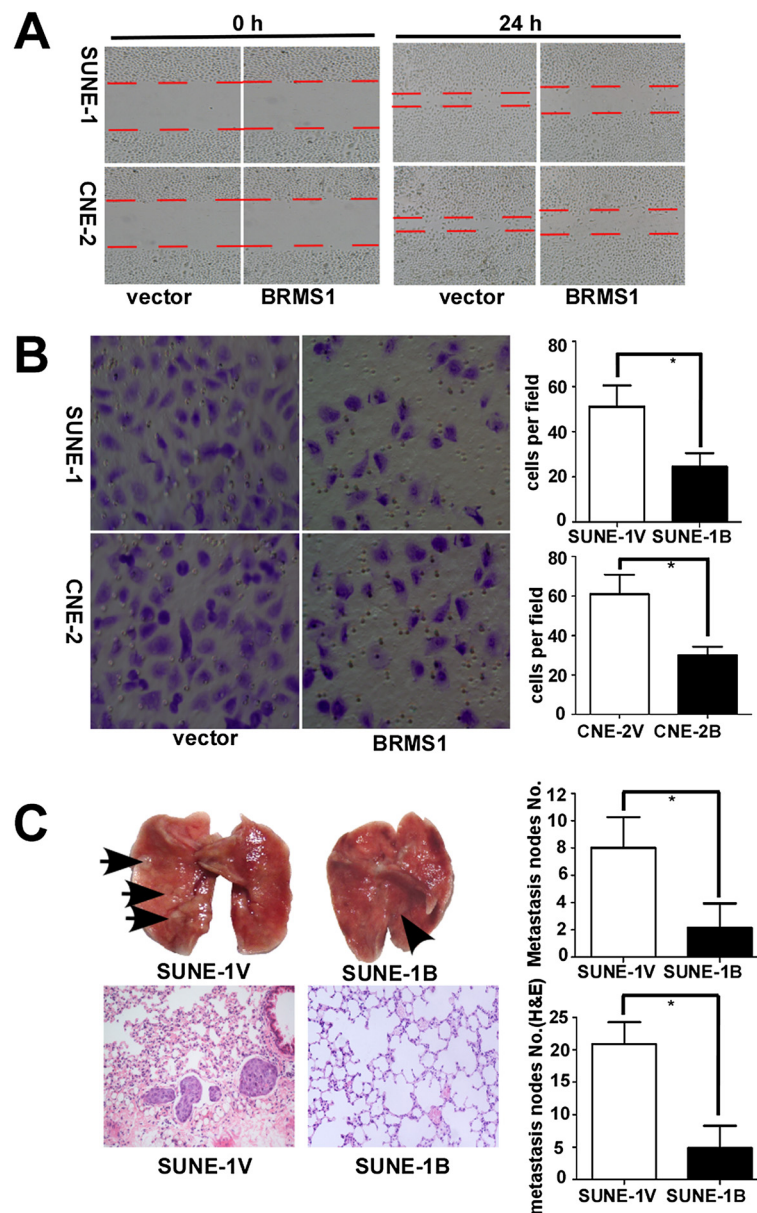 A
0 h
24 h
SUNE-1
CNE-2
vector
BRMS1
vector
BRMS1
B
SUNE-1
CNE-2
vector
BRMS1
cells per field
80
60
40
20
0
*
SUNE-1V
SUNE-1B
cells per field
80
60
40
20
0
*
CNE-2V
CNE-2B
C
SUNE-1V
SUNE-1B
SUNE-1V
SUNE-1B
Metastasis nodes No.
12
10
8
6
4
2
0
*
SUNE-1V
SUNE-1B
metastasis nodes No.(H&E)
25
20
15
10
5
0
*
SUNE-1V
SUNE-1B